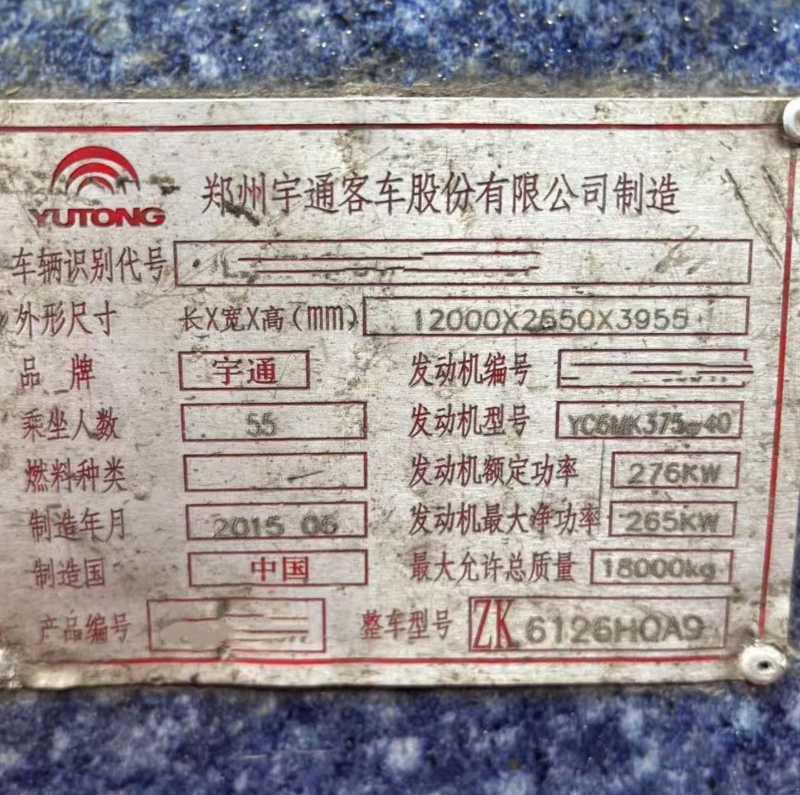 YUTONG
郑州宇通客车股份有限公司制造
车辆识别代号
外形尺寸 长X宽X高(mm) 12000X2550X3955
品牌 宇通 发动机编号
乘坐人数 55 发动机型号 YC6MK375-40
燃料种类 发动机额定功率 276KW
制造年月 2015 06 发动机最大净功率 265KW
制造国 中国 最大允许总质量 18000kg
产品编号 整车型号 ZK 6126HQA9